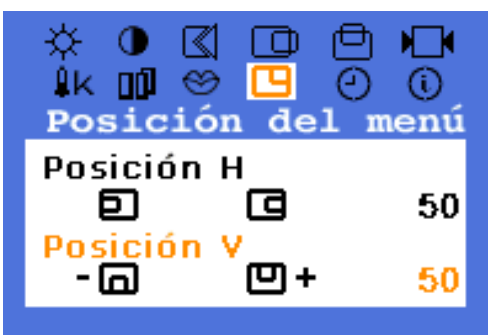 k
Posición del menú
Posición H
50
Posición V
- + 50